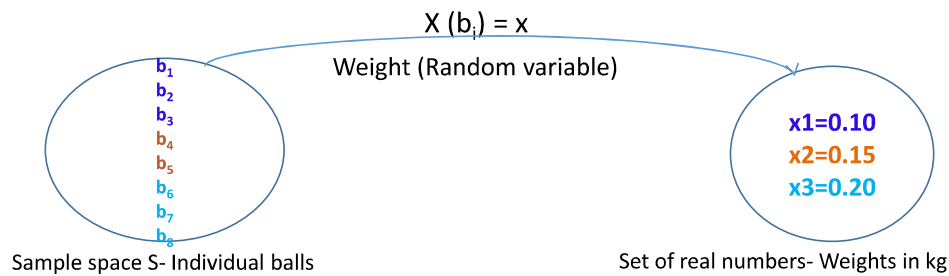 X (bᵢ) = x
Weight (Random variable)
b₁
b₂
b₃
b₄
b₅
b₆
b₇
b₈
x1=0.10
x2=0.15
x3=0.20
Sample space S- Individual balls
Set of real numbers- Weights in kg